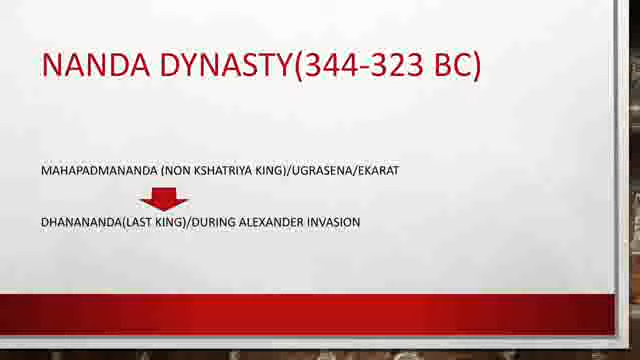 NANDA DYNASTY(344-323 BC)
MAHAPADMANANDA (NON KSHATRIYA KING)/UGRASENA/EKARAT
DHANANANDA(LAST KING)/DURING ALEXANDER INVASION